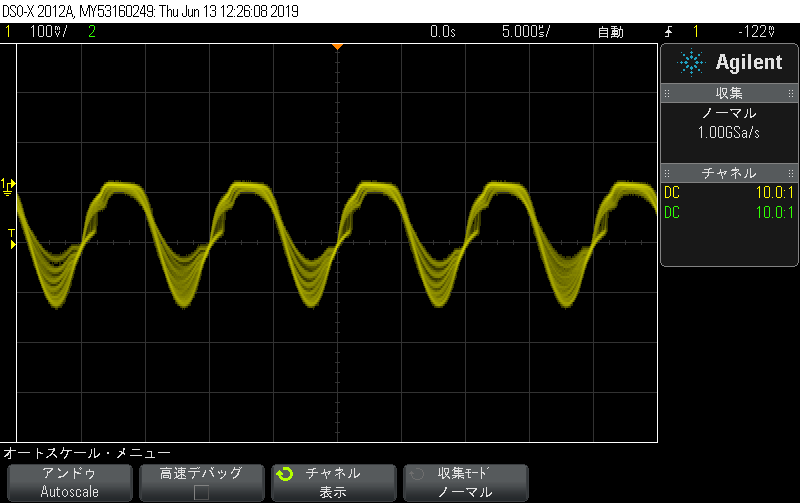 DSO-X 2012A, MY53160249: Thu Jun 13 12:26:08 2019
1 100V/ 2 0.0s 5.000s/ 自動 1 -122V
Agilent
収集
ノーマル
1.00GSa/s
チャネル
DC 10.0:1
DC 10.0:1
1
T
オートスケール・メニュー
アンドゥ
Autoscale
高速デバッグ
チャネル
表示
収集ﾓｰﾄﾞ
ノーマル